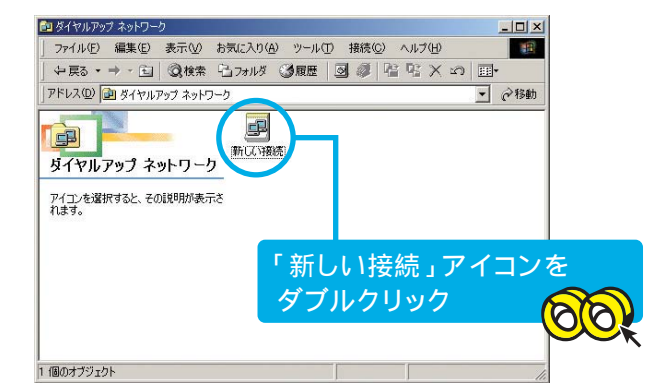 ダイヤルアップ ネットワーク
ファイル(F) 編集(E) 表示(V) お気に入り(A) ツール(T) 接続(C) ヘルプ(H)
戻る 検索 フォルダ 履歴
アドレス(D) ダイヤルアップ ネットワーク 移動
新しい接続
ダイヤルアップ ネットワーク
アイコンを選択すると、その説明が表示さ
れます。
「新しい接続」アイコンを
ダブルクリック
1 個のオブジェクト